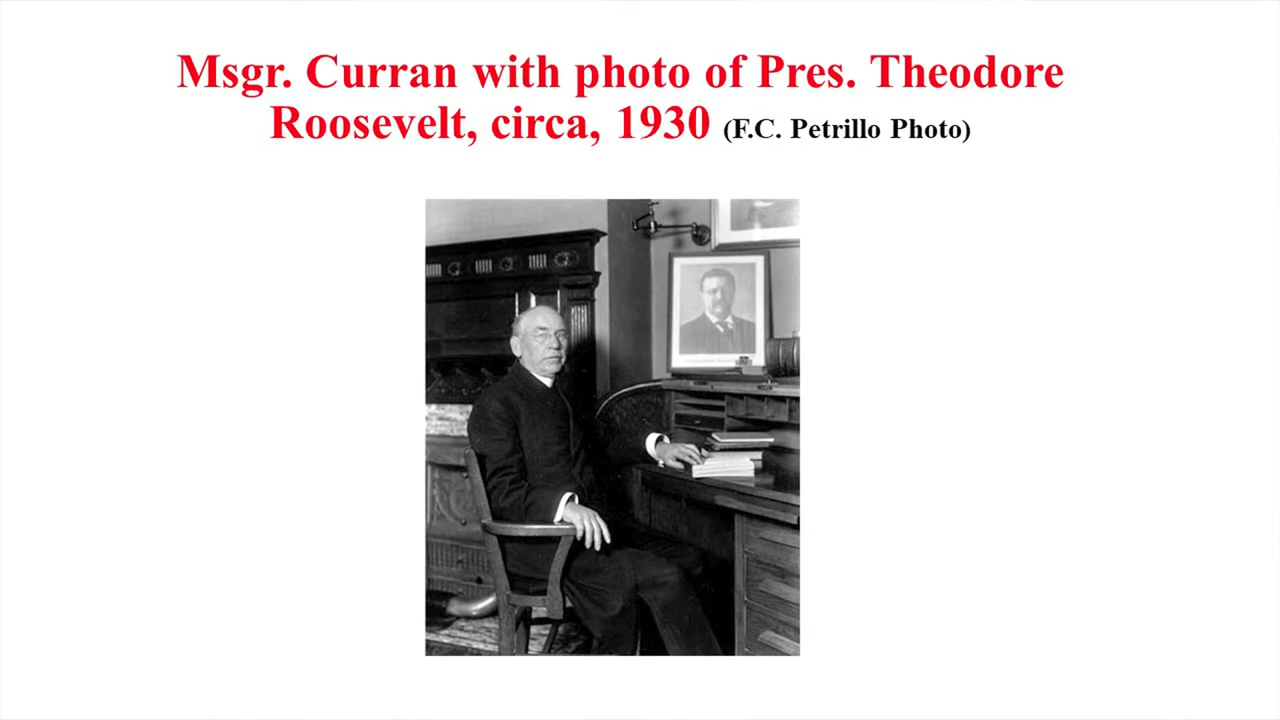 Msgr. Curran with photo of Pres. Theodore
Roosevelt, circa, 1930 (F.C. Petrillo Photo)